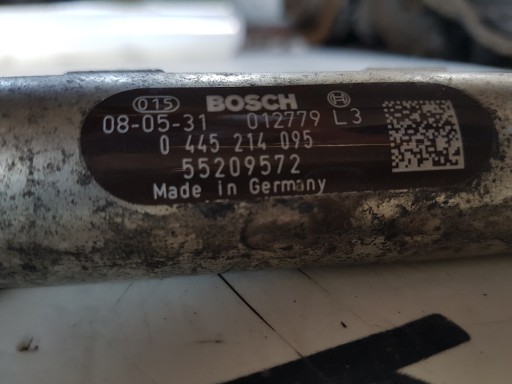 015 BOSCH
08-05-31 012779 L3
0 445 214 095
55209572
Made in Germany